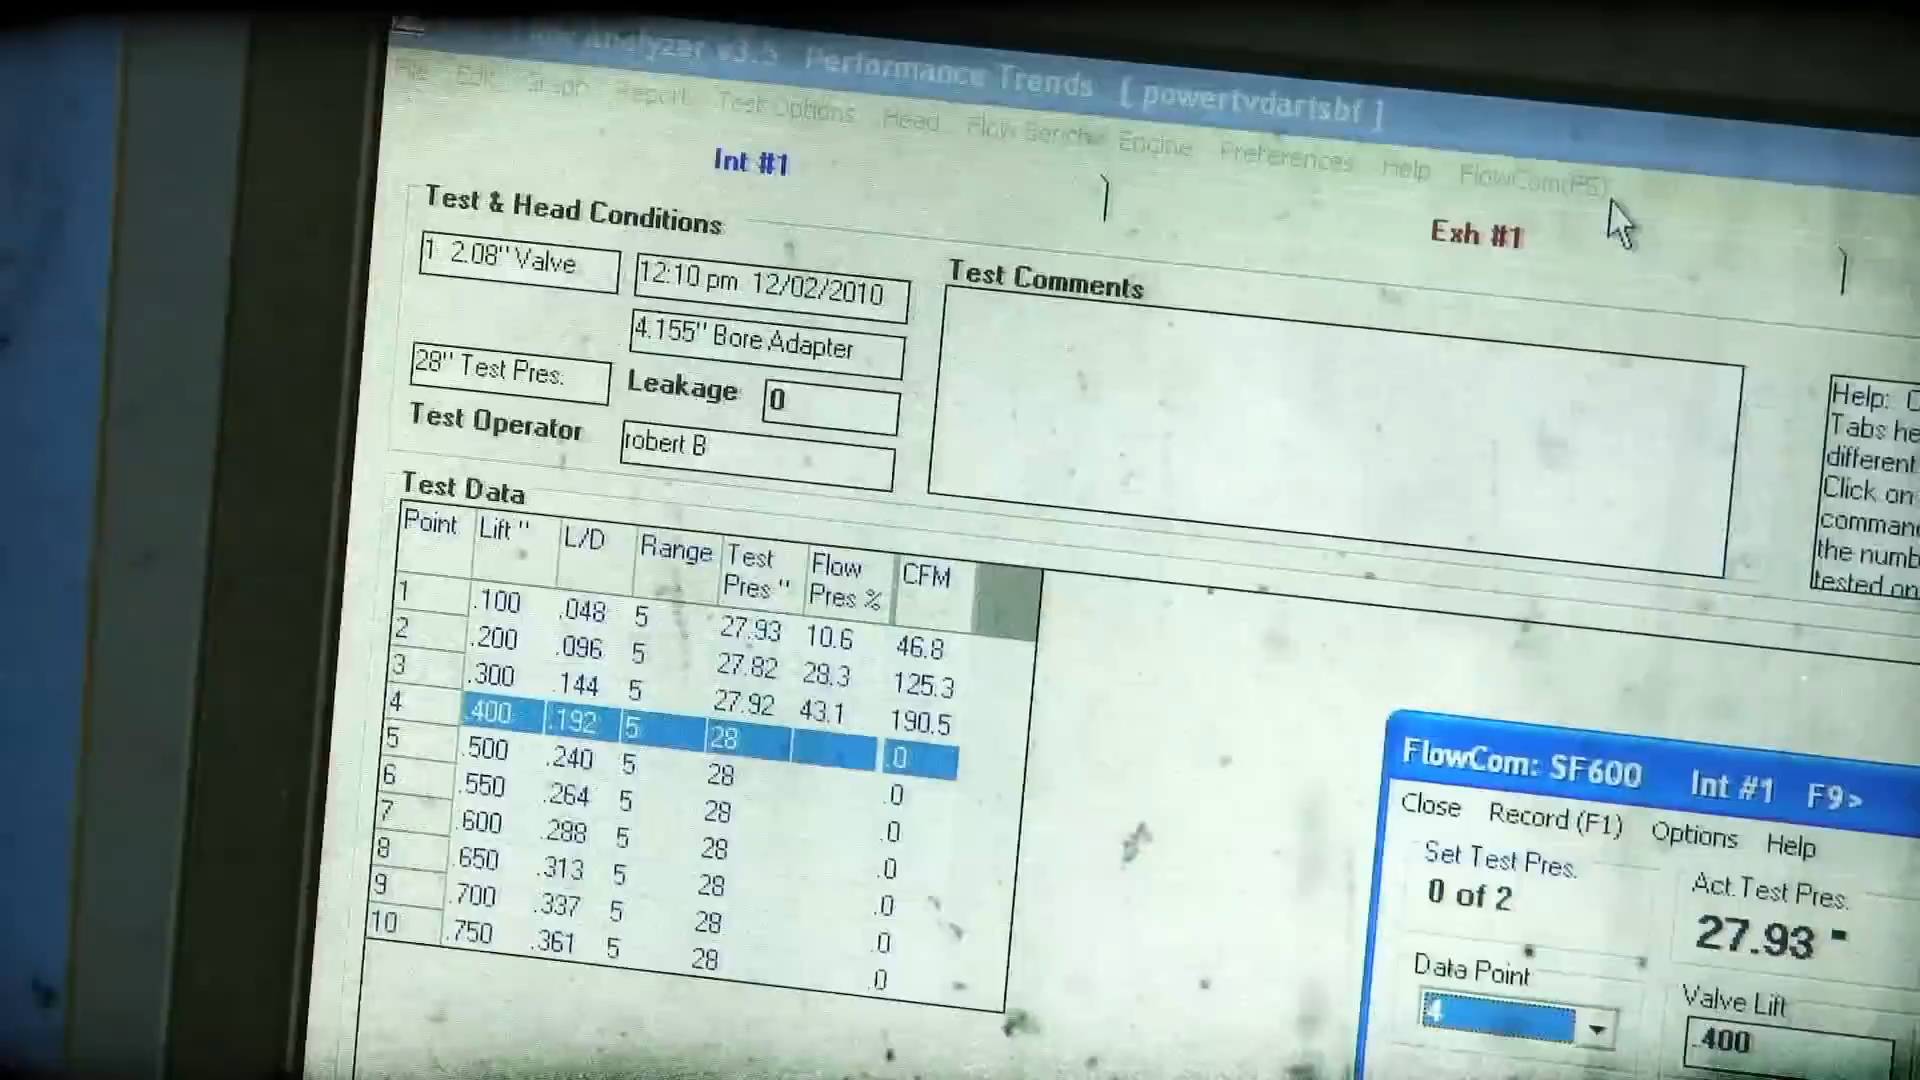 Flow Analyzer v3.5 Performance Trends [ powertvdartsbf ]
File Edit Graph Report Test Options Head Flow Bench Engine Preferences Help FlowCom(F6)
Int #1
Exh #1
Test & Head Conditions
1 2.08" Valve
12:10 pm 12/02/2010
4.155" Bore Adapter
28" Test Pres.
Leakage 0
Test Operator robert B
Test Comments
Help:
Tabs he
different
Click on
comman
the numb
tested on
Test Data
Point Lift " L/D Range Test Pres " Flow Pres % CFM
1 .100 .048 5 27.93 10.6 46.8
2 .200 .096 5 27.82 28.3 125.3
3 .300 .144 5 27.92 43.1 190.5
4 .400 .192 5 28 .0
5 .500 .240 5 28 .0
6 .550 .264 5 28 .0
7 .600 .288 5 28 .0
8 .650 .313 5 28 .0
9 .700 .337 5 28 .0
10 .750 .361 5 28 .0
FlowCom: SF600 Int #1 F9>
Close Record (F1) Options Help
Set Test Pres.
0 of 2
Act.Test Pres.
27.93 "
Data Point
4
Valve Lift
.400